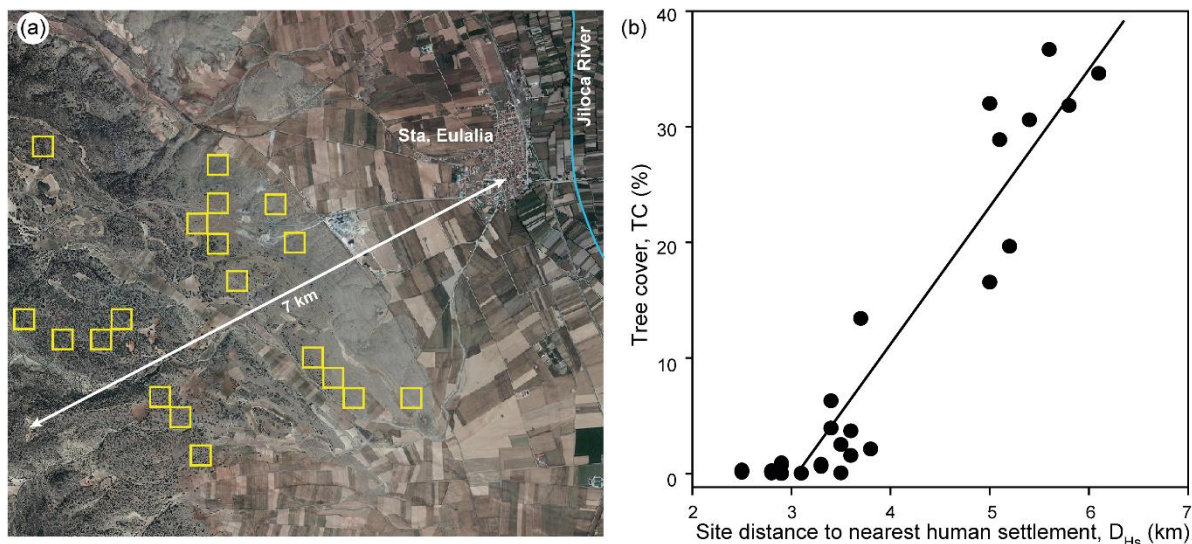 (a)
Sta. Eulalia
Jiloca River
7 km
(b)
Tree cover, TC (%)
40
30
20
10
0
2 3 4 5 6 7
Site distance to nearest human settlement, D_Hs (km)